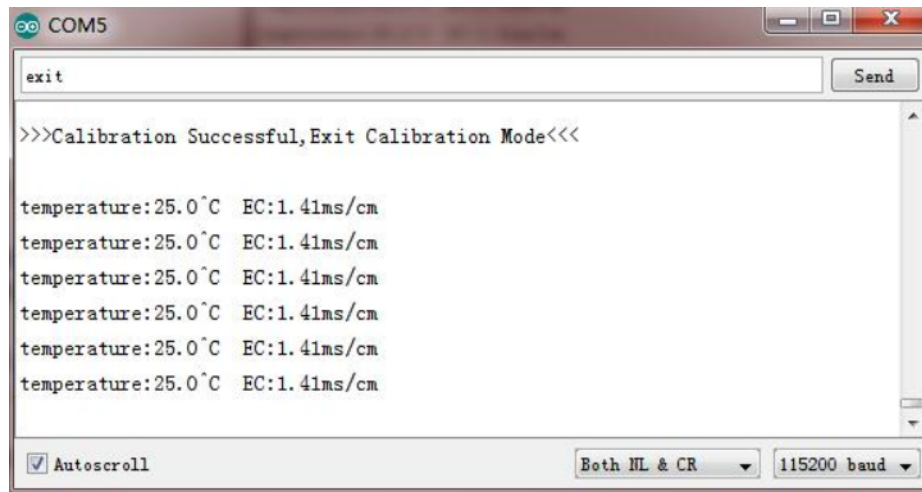 COM5
exit
Send
>>>Calibration Successful,Exit Calibration Mode<<<
temperature:25.0^C  EC:1.41ms/cm
temperature:25.0^C  EC:1.41ms/cm
temperature:25.0^C  EC:1.41ms/cm
temperature:25.0^C  EC:1.41ms/cm
temperature:25.0^C  EC:1.41ms/cm
temperature:25.0^C  EC:1.41ms/cm
Autoscroll
Both NL & CR
115200 baud